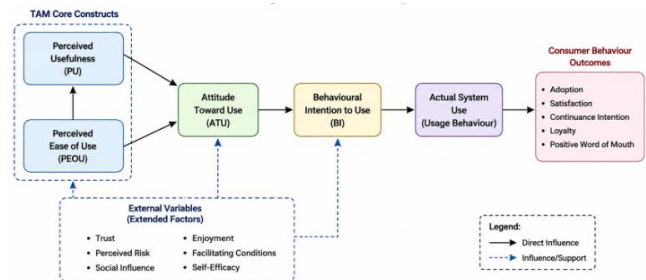 TAM Core Constructs
Perceived
Usefulness
(PU)
Perceived
Ease of Use
(PEOU)
Attitude
Toward Use
(ATU)
Behavioural
Intention to Use
(BI)
Actual System
Use
(Usage Behaviour)
Consumer Behaviour
Outcomes
• Adoption
• Satisfaction
• Continuance Intention
• Loyalty
• Positive Word of Mouth
External Variables
(Extended Factors)
• Trust
• Perceived Risk
• Social Influence
• Enjoyment
• Facilitating Conditions
• Self-Efficacy
Legend:
Direct Influence
Influence/Support